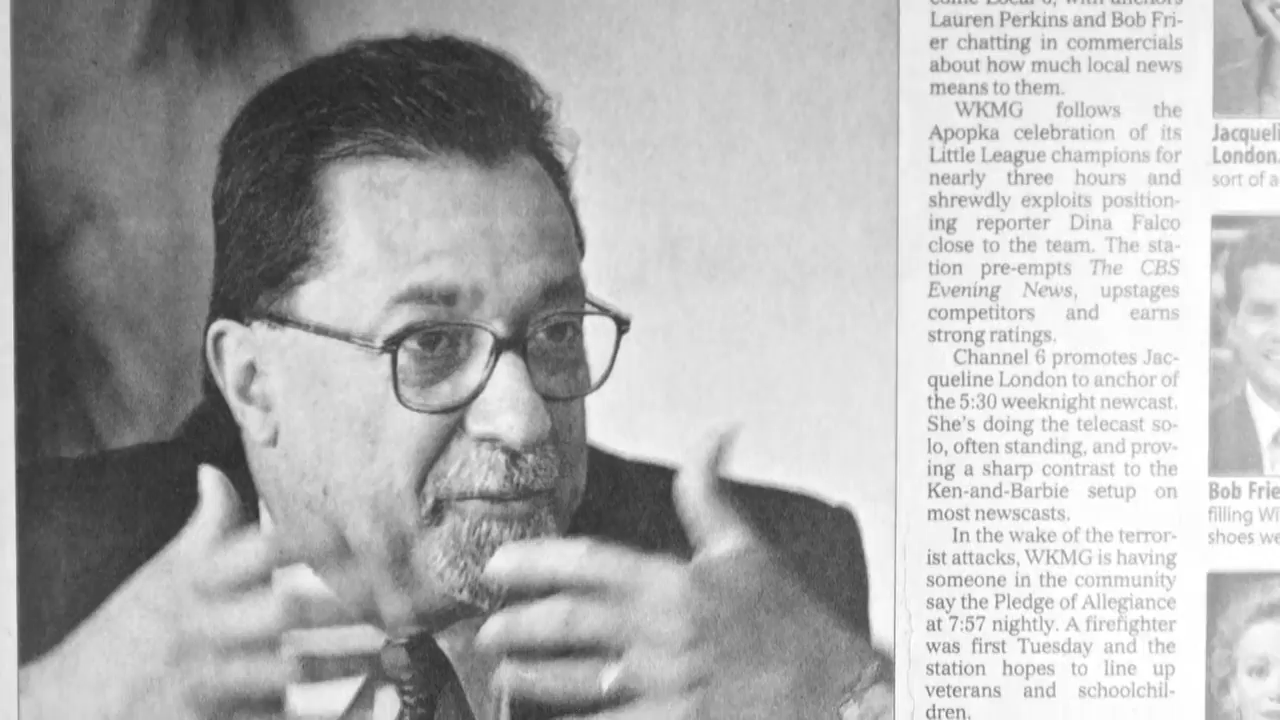 come Local 6, with anchors
Lauren Perkins and Bob Fri-
er chatting in commercials
about how much local news
means to them.
WKMG follows the
Apopka celebration of its
Little League champions for
nearly three hours and
shrewdly exploits position-
ing reporter Dina Falco
close to the team. The sta-
tion pre-empts The CBS
Evening News, upstages
competitors and earns
strong ratings.
Channel 6 promotes Jac-
queline London to anchor of
the 5:30 weeknight newcast.
She's doing the telecast so-
lo, often standing, and prov-
ing a sharp contrast to the
Ken-and-Barbie setup on
most newscasts.
In the wake of the terror-
ist attacks, WKMG is having
someone in the community
say the Pledge of Allegiance
at 7:57 nightly. A firefighter
was first Tuesday and the
station hopes to line up
veterans and schoolchil-
dren.
Jacqueli
London,
sort of a
Bob Frie
filling Wi
shoes we